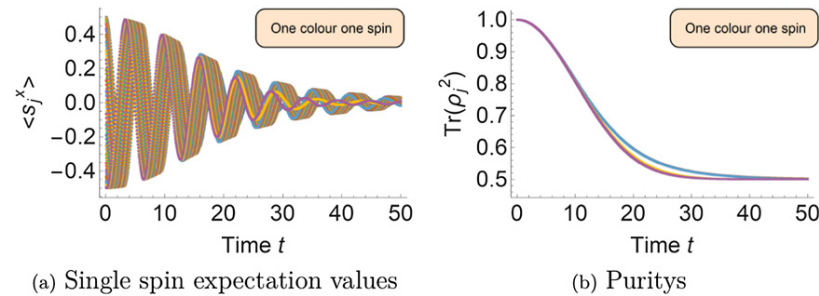 One colour one spin
0.4
0.2
0.0
−0.2
−0.4
<s_j^x>
0 10 20 30 40 50
Time t
(a) Single spin expectation values
One colour one spin
1.0
0.9
0.8
0.7
0.6
0.5
Tr(ρ_j^2)
0 10 20 30 40 50
Time t
(b) Puritys